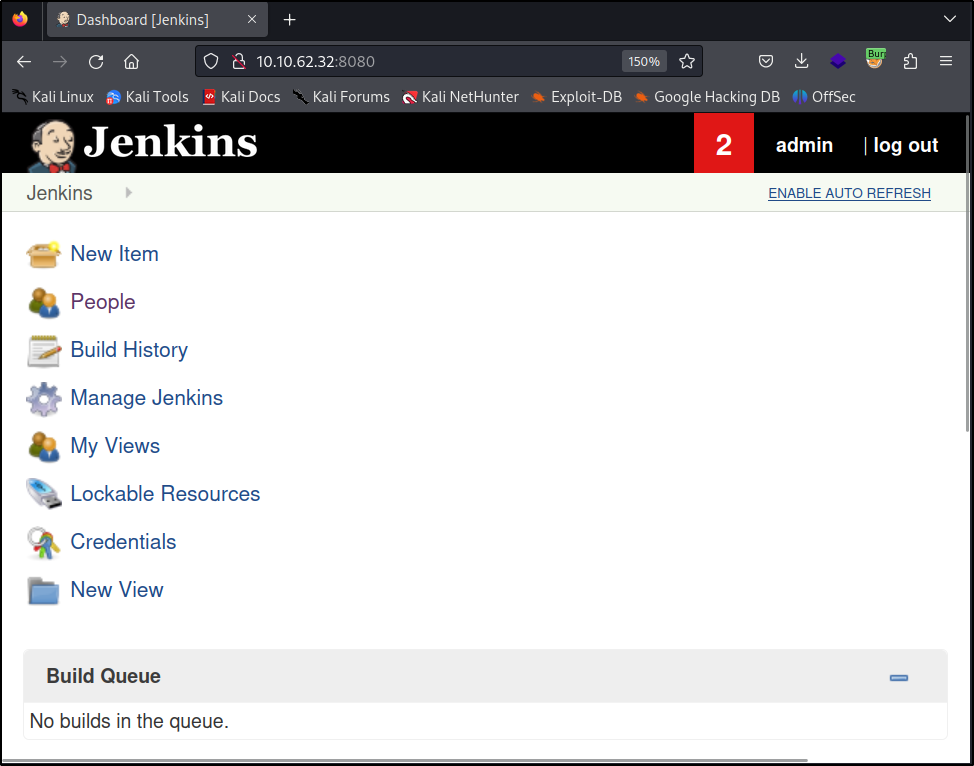 Dashboard [Jenkins]
10.10.62.32:8080 150% Bur
Kali Linux Kali Tools Kali Docs Kali Forums Kali NetHunter Exploit-DB Google Hacking DB OffSec
Jenkins 2 admin | log out
Jenkins ENABLE AUTO REFRESH
New Item
People
Build History
Manage Jenkins
My Views
Lockable Resources
Credentials
New View
Build Queue
No builds in the queue.